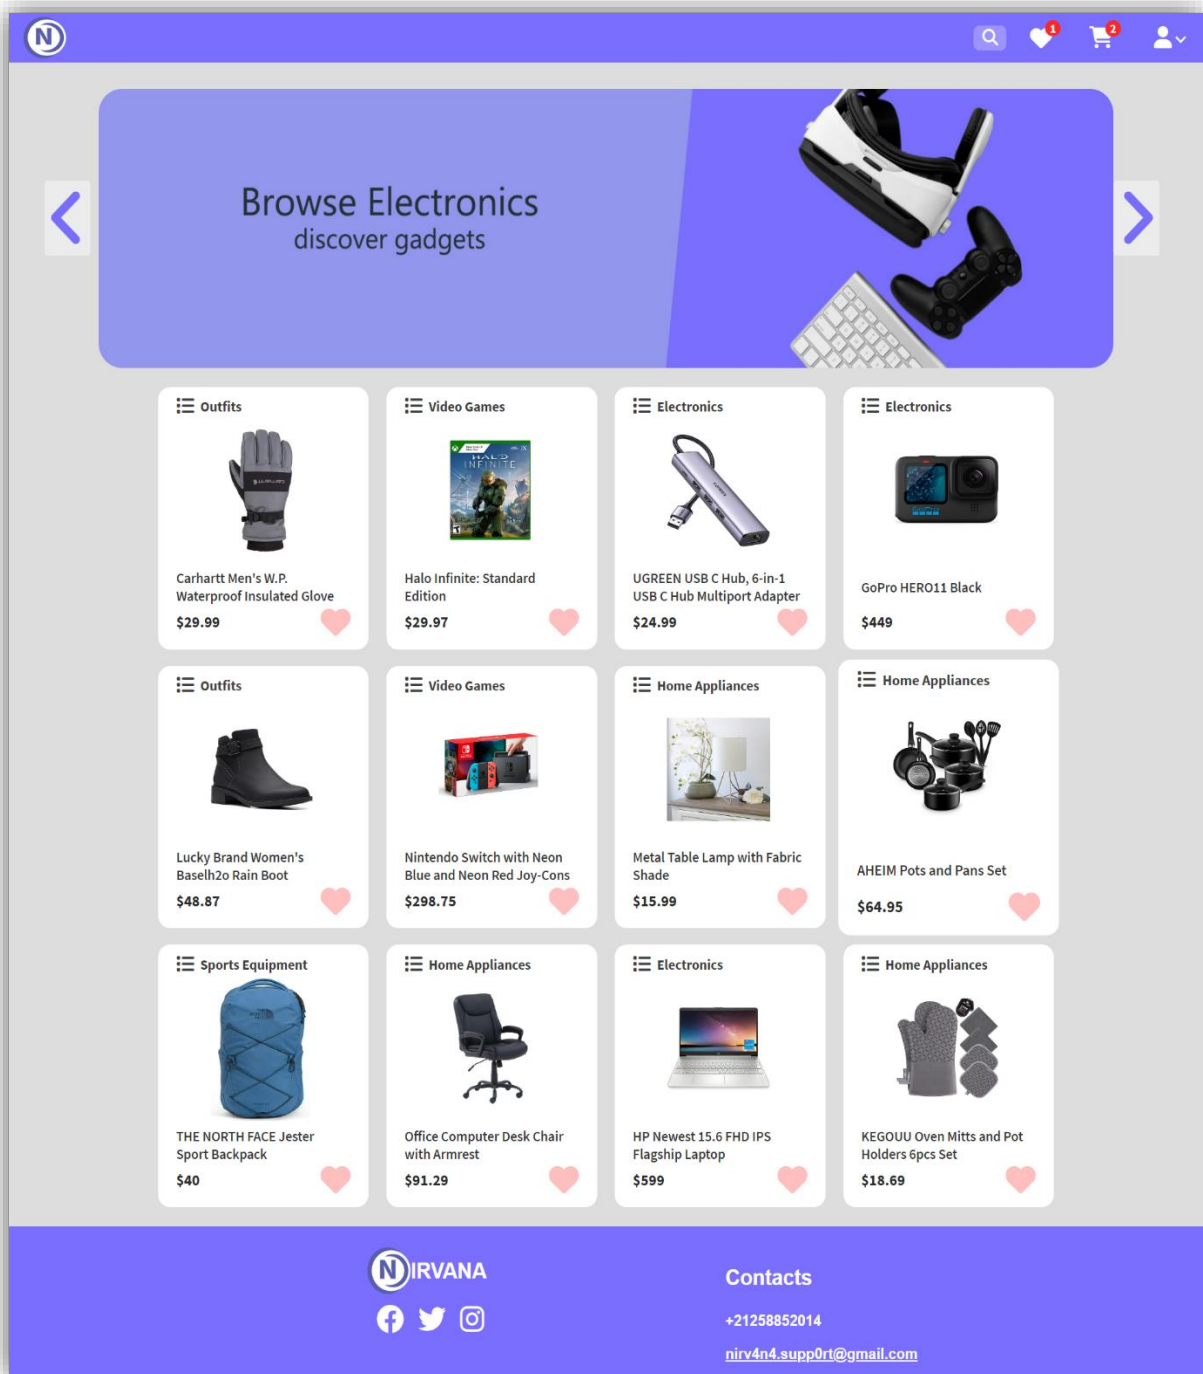 N
1
2
Browse Electronics
discover gadgets
Outfits
Carhartt Men's W.P.
Waterproof Insulated Glove
$29.99
Video Games
HALO
INFINITE
Halo Infinite: Standard
Edition
$29.97
Electronics
UGREEN USB C Hub, 6-in-1
USB C Hub Multiport Adapter
$24.99
Electronics
GoPro
GoPro HERO11 Black
$449
Outfits
Lucky Brand Women's
Baselh2o Rain Boot
$48.87
Video Games
Nintendo Switch with Neon
Blue and Neon Red Joy-Cons
$298.75
Home Appliances
Metal Table Lamp with Fabric
Shade
$15.99
Home Appliances
AHEIM Pots and Pans Set
$64.95
Sports Equipment
THE NORTH FACE Jester
Sport Backpack
$40
Home Appliances
Office Computer Desk Chair
with Armrest
$91.29
Electronics
HP Newest 15.6 FHD IPS
Flagship Laptop
$599
Home Appliances
KEGOUU Oven Mitts and Pot
Holders 6pcs Set
$18.69
NIRVANA
Contacts
+21258852014
nirv4n4.supp0rt@gmail.com